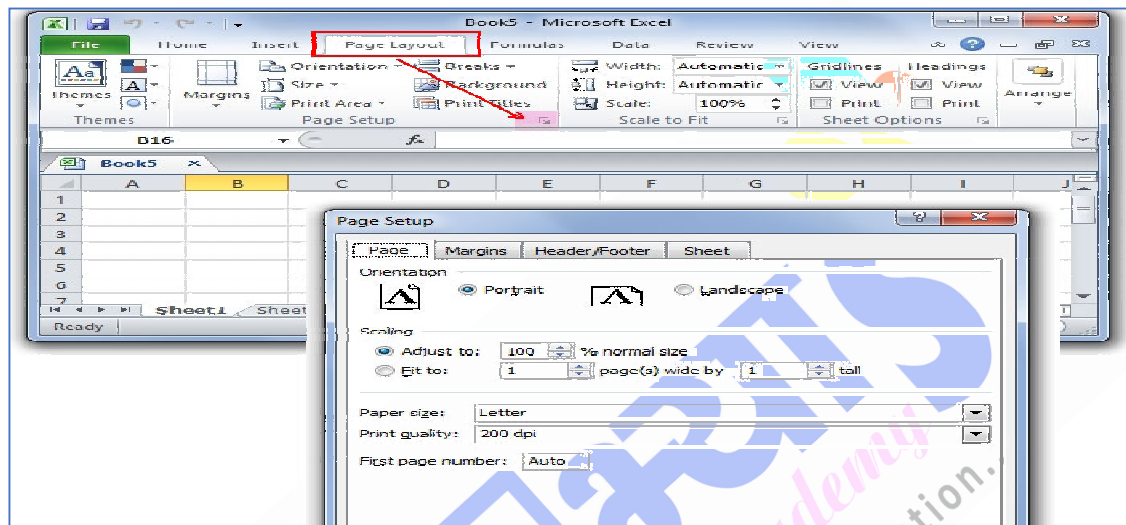 Book5 - Microsoft Excel
File Home Insert Page Layout Formulas Data Review View
Aa Orientation Breaks Width: Automatic Gridlines Headings
A Size Background Height: Automatic View View
Themes Margins Print Area Print Titles Scale: 100% Print Print Arrange
Themes Page Setup Scale to Fit Sheet Options
B16 fx
Book5
A B C D E F G H I J
1
2
3
4
5
6
7
Sheet1 Sheet
Ready
Page Setup
Page Margins Header/Footer Sheet
Orientation
A Portrait A Landscape
Scaling
Adjust to: 100 % normal size
Fit to: 1 page(s) wide by 1 tall
Paper size: Letter
Print quality: 200 dpi
First page number: Auto